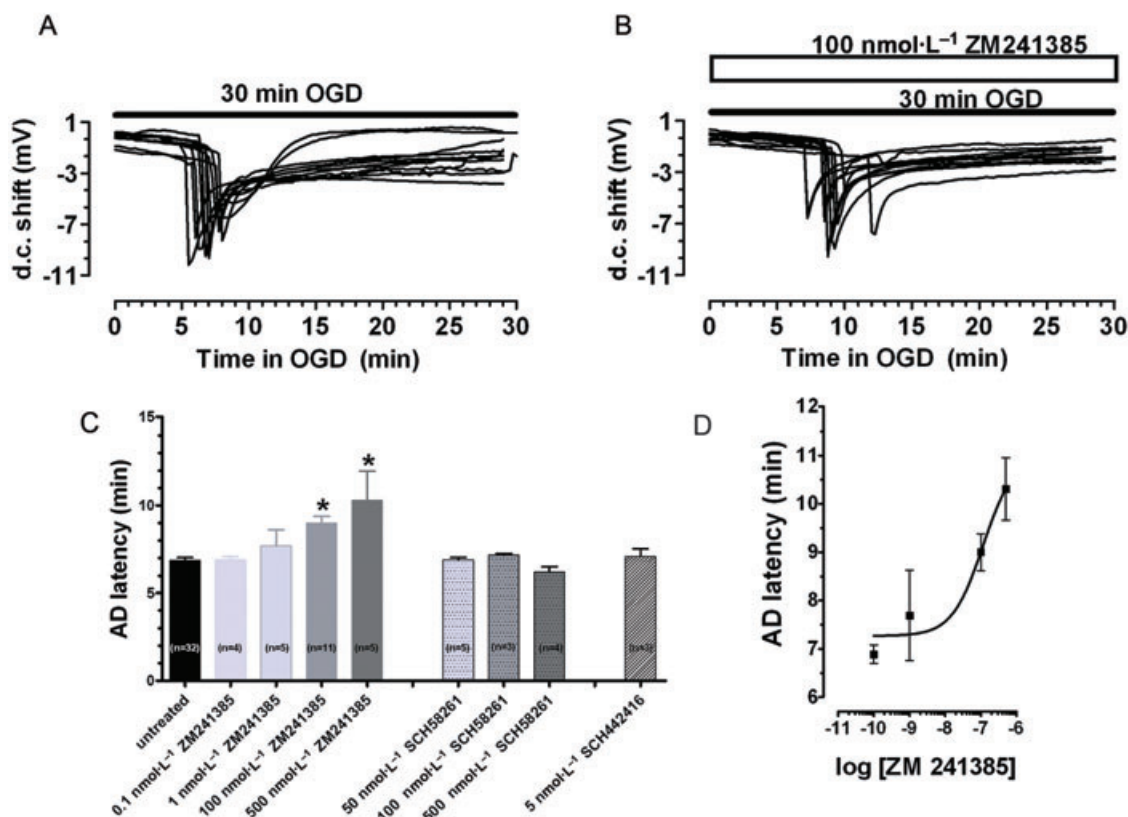 A
30 min OGD
1
-3
-7
-11
d.c. shift (mV)
0 5 10 15 20 25 30
Time in OGD (min)
B
100 nmol·L⁻¹ ZM241385
30 min OGD
1
-3
-7
-11
d.c. shift (mV)
0 5 10 15 20 25 30
Time in OGD (min)
C
15
10
5
0
AD latency (min)
* *
(n=32) (n=4) (n=5) (n=11) (n=5) (n=5) (n=3) (n=4) (n=3)
untreated
0.1 nmol·L⁻¹ ZM241385
1 nmol·L⁻¹ ZM241385
100 nmol·L⁻¹ ZM241385
500 nmol·L⁻¹ ZM241385
50 nmol·L⁻¹ SCH58261
100 nmol·L⁻¹ SCH58261
500 nmol·L⁻¹ SCH58261
5 nmol·L⁻¹ SCH442416
D
12
11
10
9
8
7
6
AD latency (min)
-11 -10 -9 -8 -7 -6
log [ZM 241385]